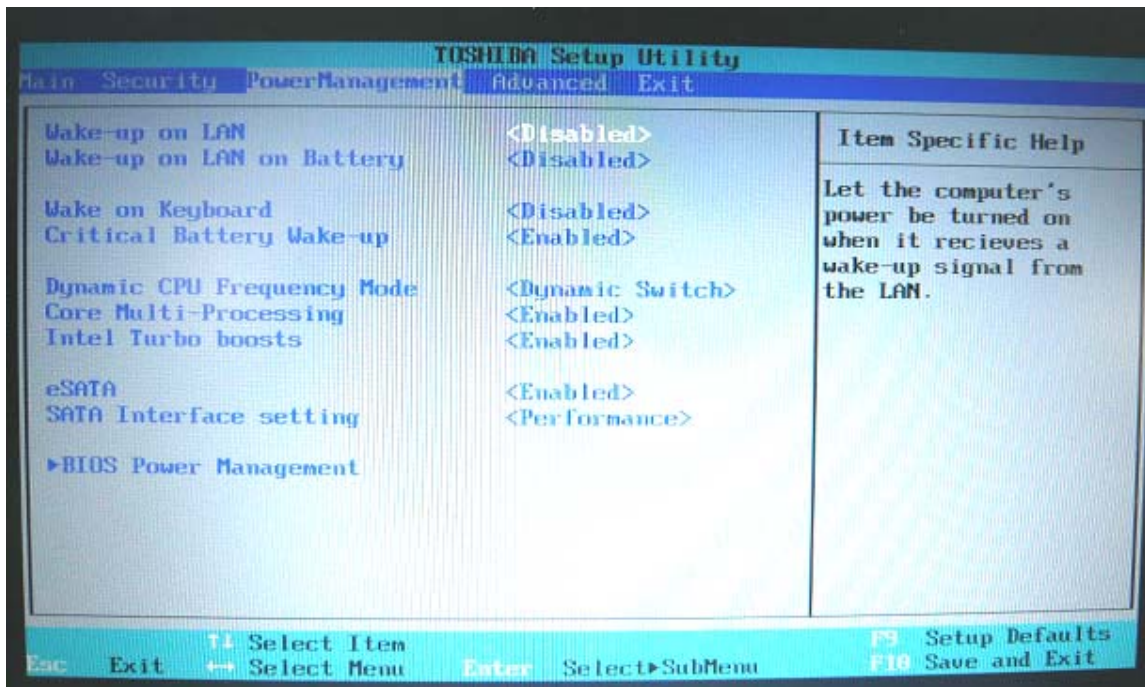 TOSHIBA Setup Utility
Main Security PowerManagement Advanced Exit
Wake-up on LAN <Disabled>
Wake-up on LAN on Battery <Disabled>
Wake on Keyboard <Disabled>
Critical Battery Wake-up <Enabled>
Dynamic CPU Frequency Mode <Dynamic Switch>
Core Multi-Processing <Enabled>
Intel Turbo boosts <Enabled>
eSATA <Enabled>
SATA Interface setting <Performance>
►BIOS Power Management
Item Specific Help
Let the computer's
power be turned on
when it recieves a
wake-up signal from
the LAN.
↑↓ Select Item F9 Setup Defaults
Esc Exit ←→ Select Menu Enter Select►SubMenu F10 Save and Exit